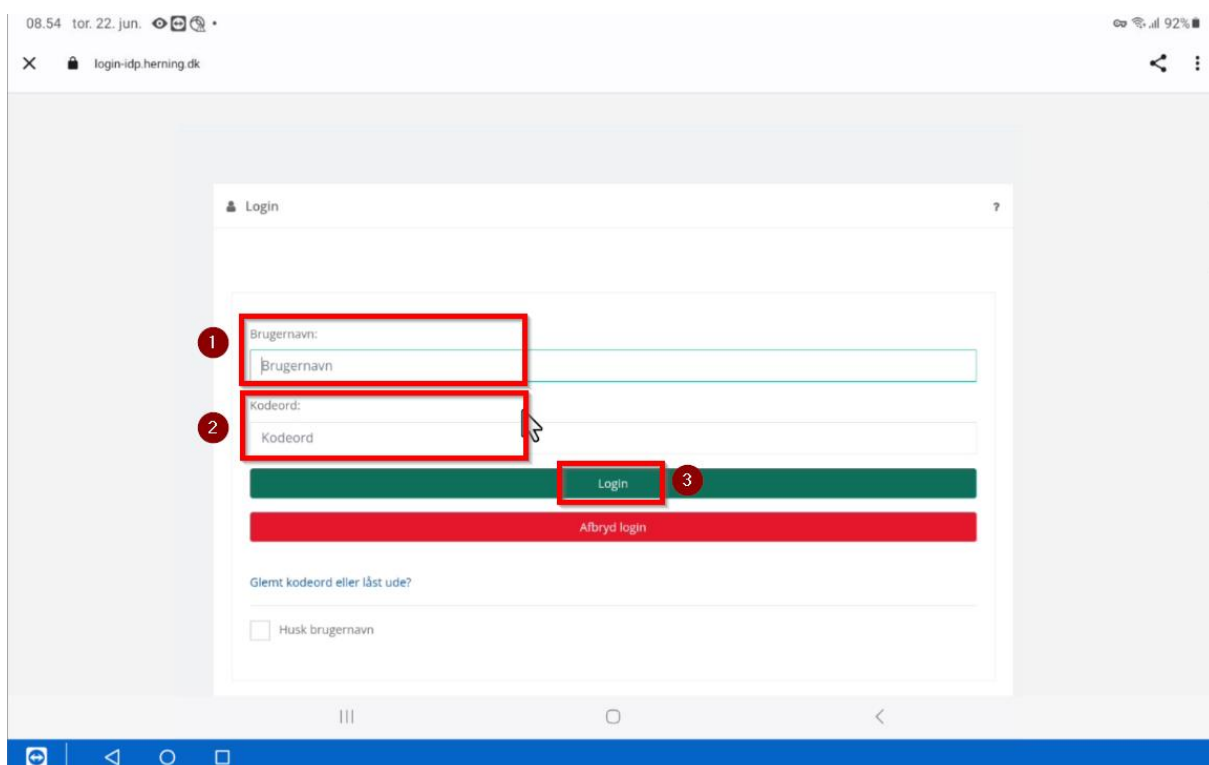 08.54 tor. 22. jun.
92%
login-idp.herning.dk
Login ?
Brugernavn:
1
Brugernavn
Kodeord:
2
Kodeord
Login
3
Afbryd login
Glemt kodeord eller låst ude?
Husk brugernavn